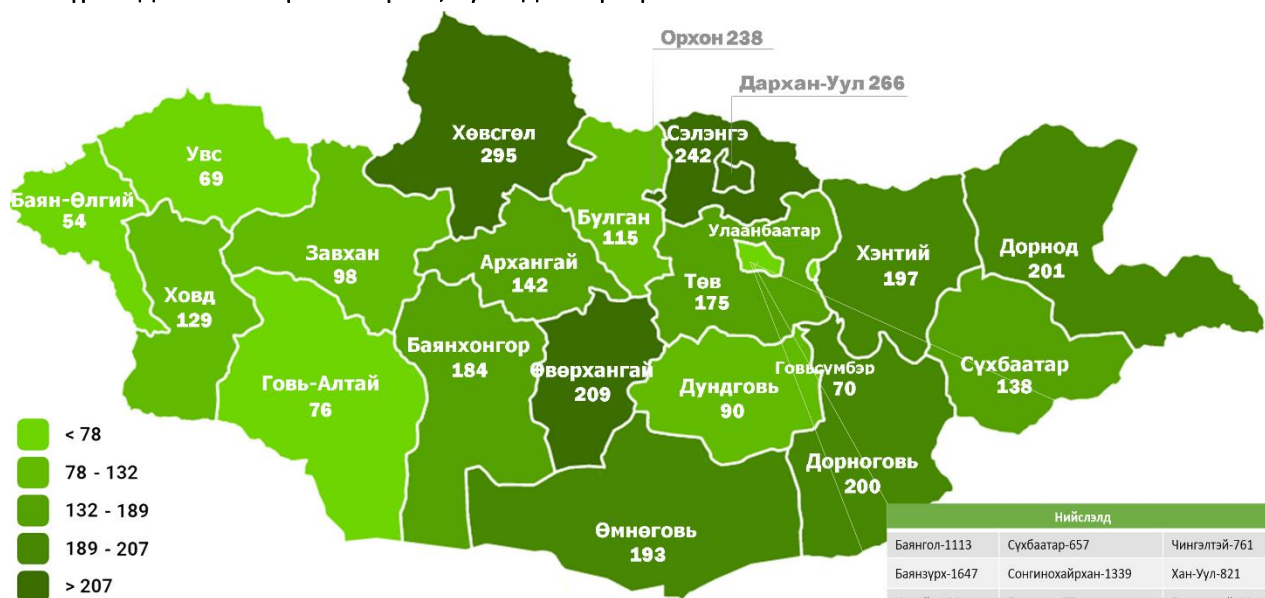 Орхон 238
Дархан-Уул 266
Хөвсгөл
295
Сэлэнгэ
242
Увс
69
Баян-Өлгий
54
Булган
115
Улаанбаатар
Завхан
98
Архангай
142
Хэнтий
197
Дорнод
201
Ховд
129
Төв
175
Баянхонгор
184
Өвөрхангай
209
Говь-Алтай
76
Дундговь
90
Говьсүмбэр
70
Сүхбаатар
138
Дорноговь
200
Өмнөговь
193
< 78
78 - 132
132 - 189
189 - 207
> 207
Нийслэлд
Баянгол-1113 Сүхбаатар-657 Чингэлтэй-761
Баянзүрх-1647 Сонгинохайрхан-1339 Хан-Уул-821